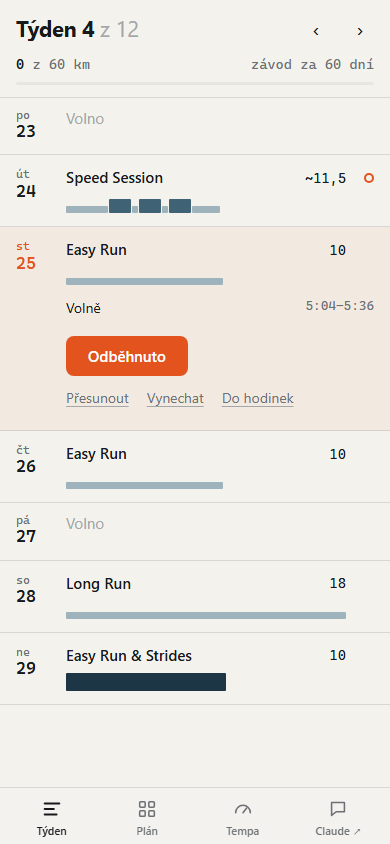 Týden 4 z 12 ‹ ›
0 z 60 km závod za 60 dní
po
23
Volno
út
24
Speed Session ~11,5
st
25
Easy Run 10
Volně 5:04–5:36
Odběhnuto
Přesunout Vynechat Do hodinek
čt
26
Easy Run 10
pá
27
Volno
so
28
Long Run 18
ne
29
Easy Run & Strides 10
Týden Plán Tempa Claude ↗